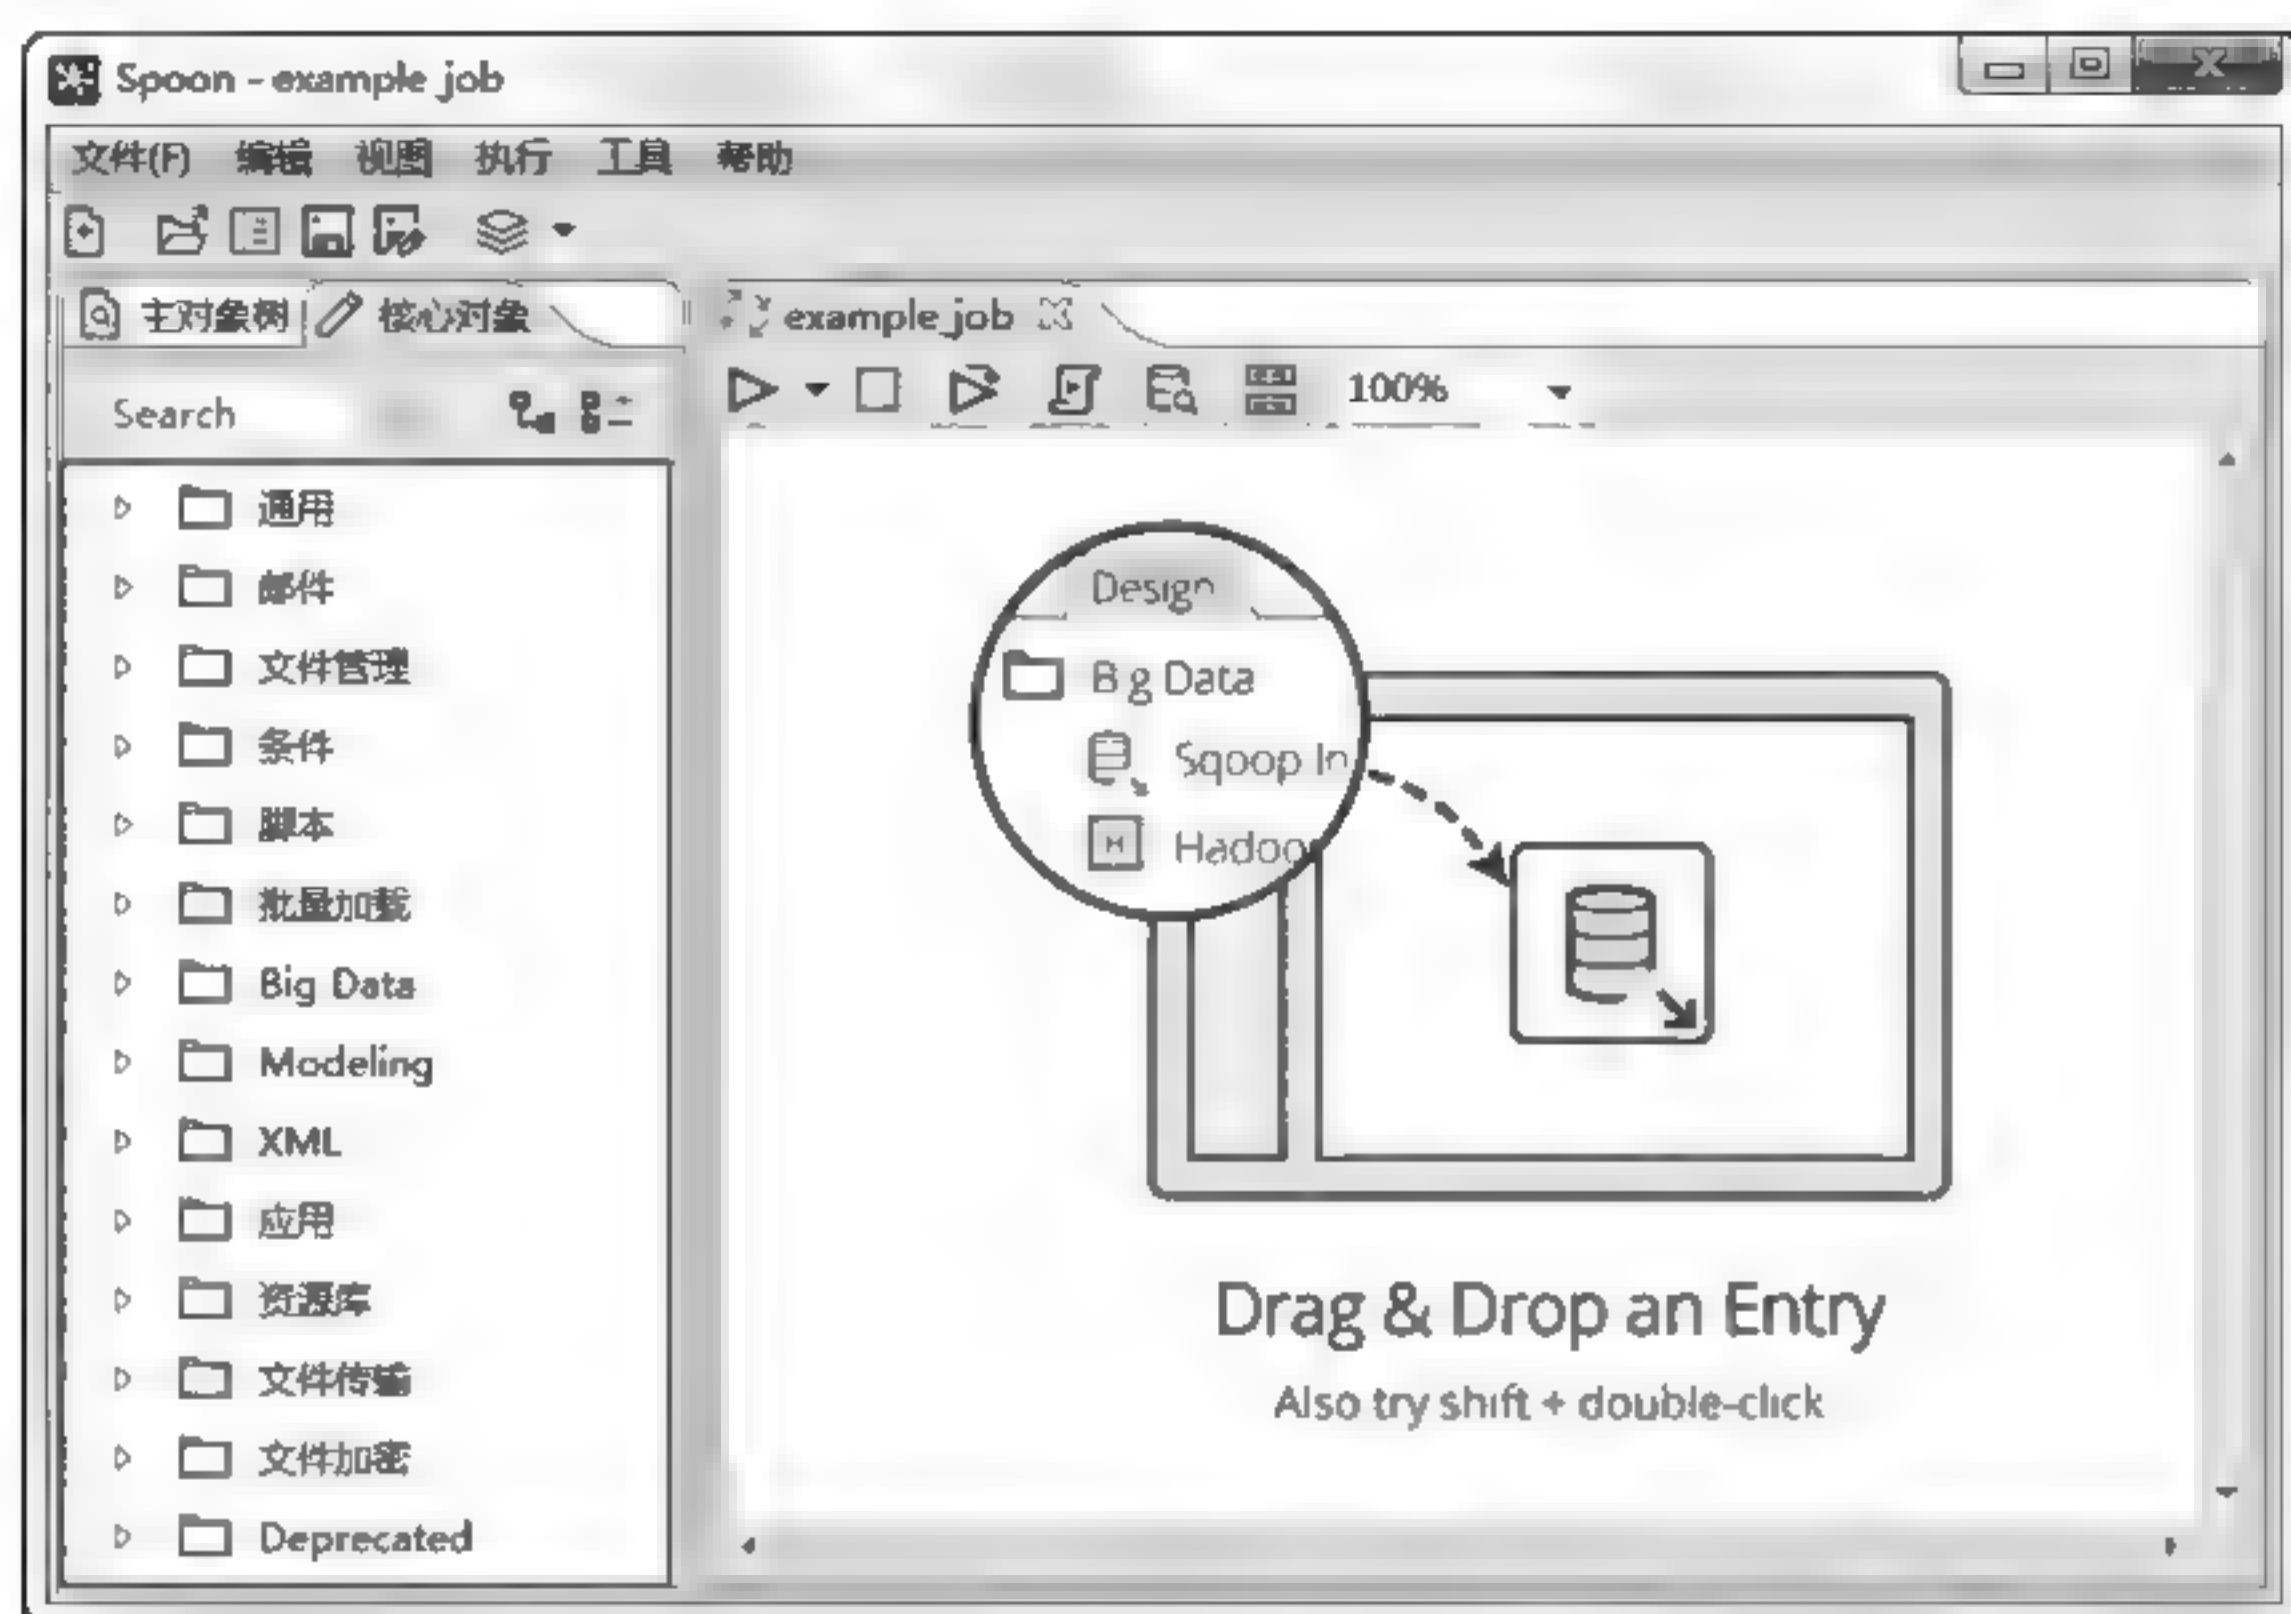 Spoon - example job
文件(F) 编辑 视图 执行 工具 帮助
主对象树 核心对象
example job
Search
100%
通用
邮件
文件管理
条件
脚本
批量加载
Big Data
Modeling
XML
应用
资源库
文件传输
文件加密
Deprecated
Design
Big Data
Sqoop In
Hadoop
Drag & Drop an Entry
Also try shift + double-click